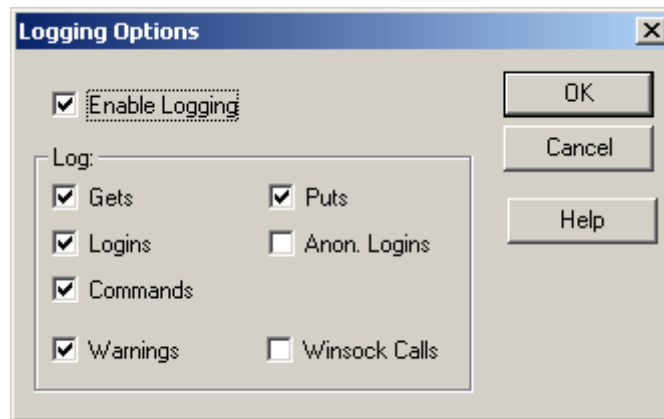 Logging Options
Enable Logging
OK
Cancel
Help
Log:
Gets
Puts
Logins
Anon. Logins
Commands
Warnings
Winsock Calls